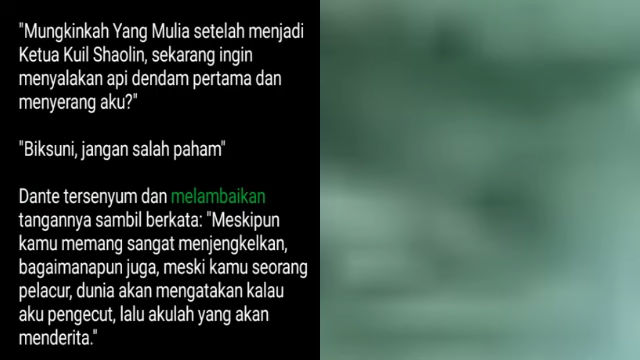 "Mungkinkah Yang Mulia setelah menjadi
Ketua Kuil Shaolin, sekarang ingin
menyalakan api dendam pertama dan
menyerang aku?"
"Biksuni, jangan salah paham"
Dante tersenyum dan melambaikan
tangannya sambil berkata: "Meskipun
kamu memang sangat menjengkelkan,
bagaimanapun juga, meski kamu seorang
pelacur, dunia akan mengatakan kalau
aku pengecut, lalu akulah yang akan
menderita."